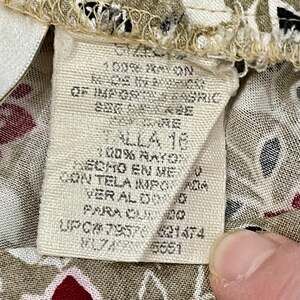 100% RAYON
MADE IN MEXICO
OF IMPORTED FABRIC
SEE REVERSE
CARE
TALLA 16
100% RAYON
HECHO EN MEXICO
CON TELA IMPORTADA
VER AL DORSO
PARA CUIDADO
UPC#